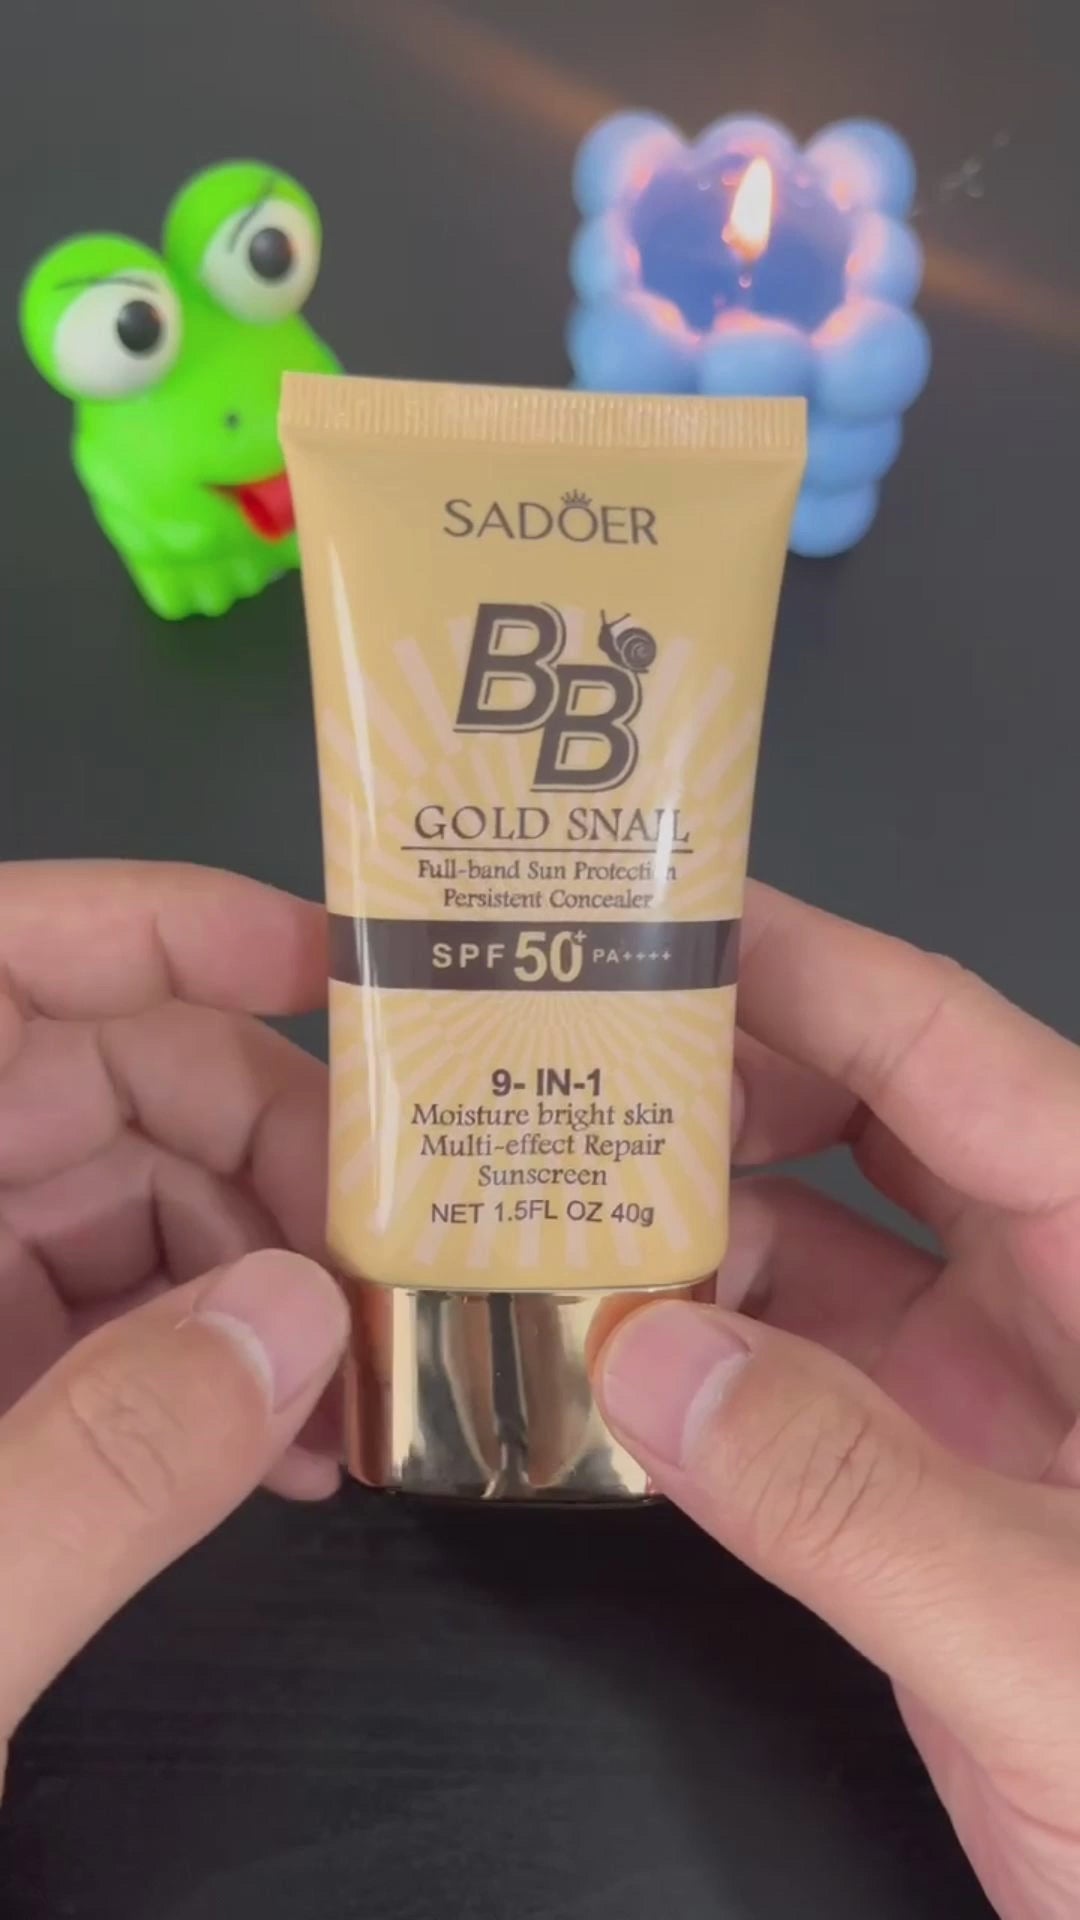 SADOER
BB
GOLD SNAIL
Full-band Sun Protection
Persistent Concealer
SPF 50+ PA++++
9- IN-1
Moisture bright skin
Multi-effect Repair
Sunscreen
NET 1.5FL OZ 40g